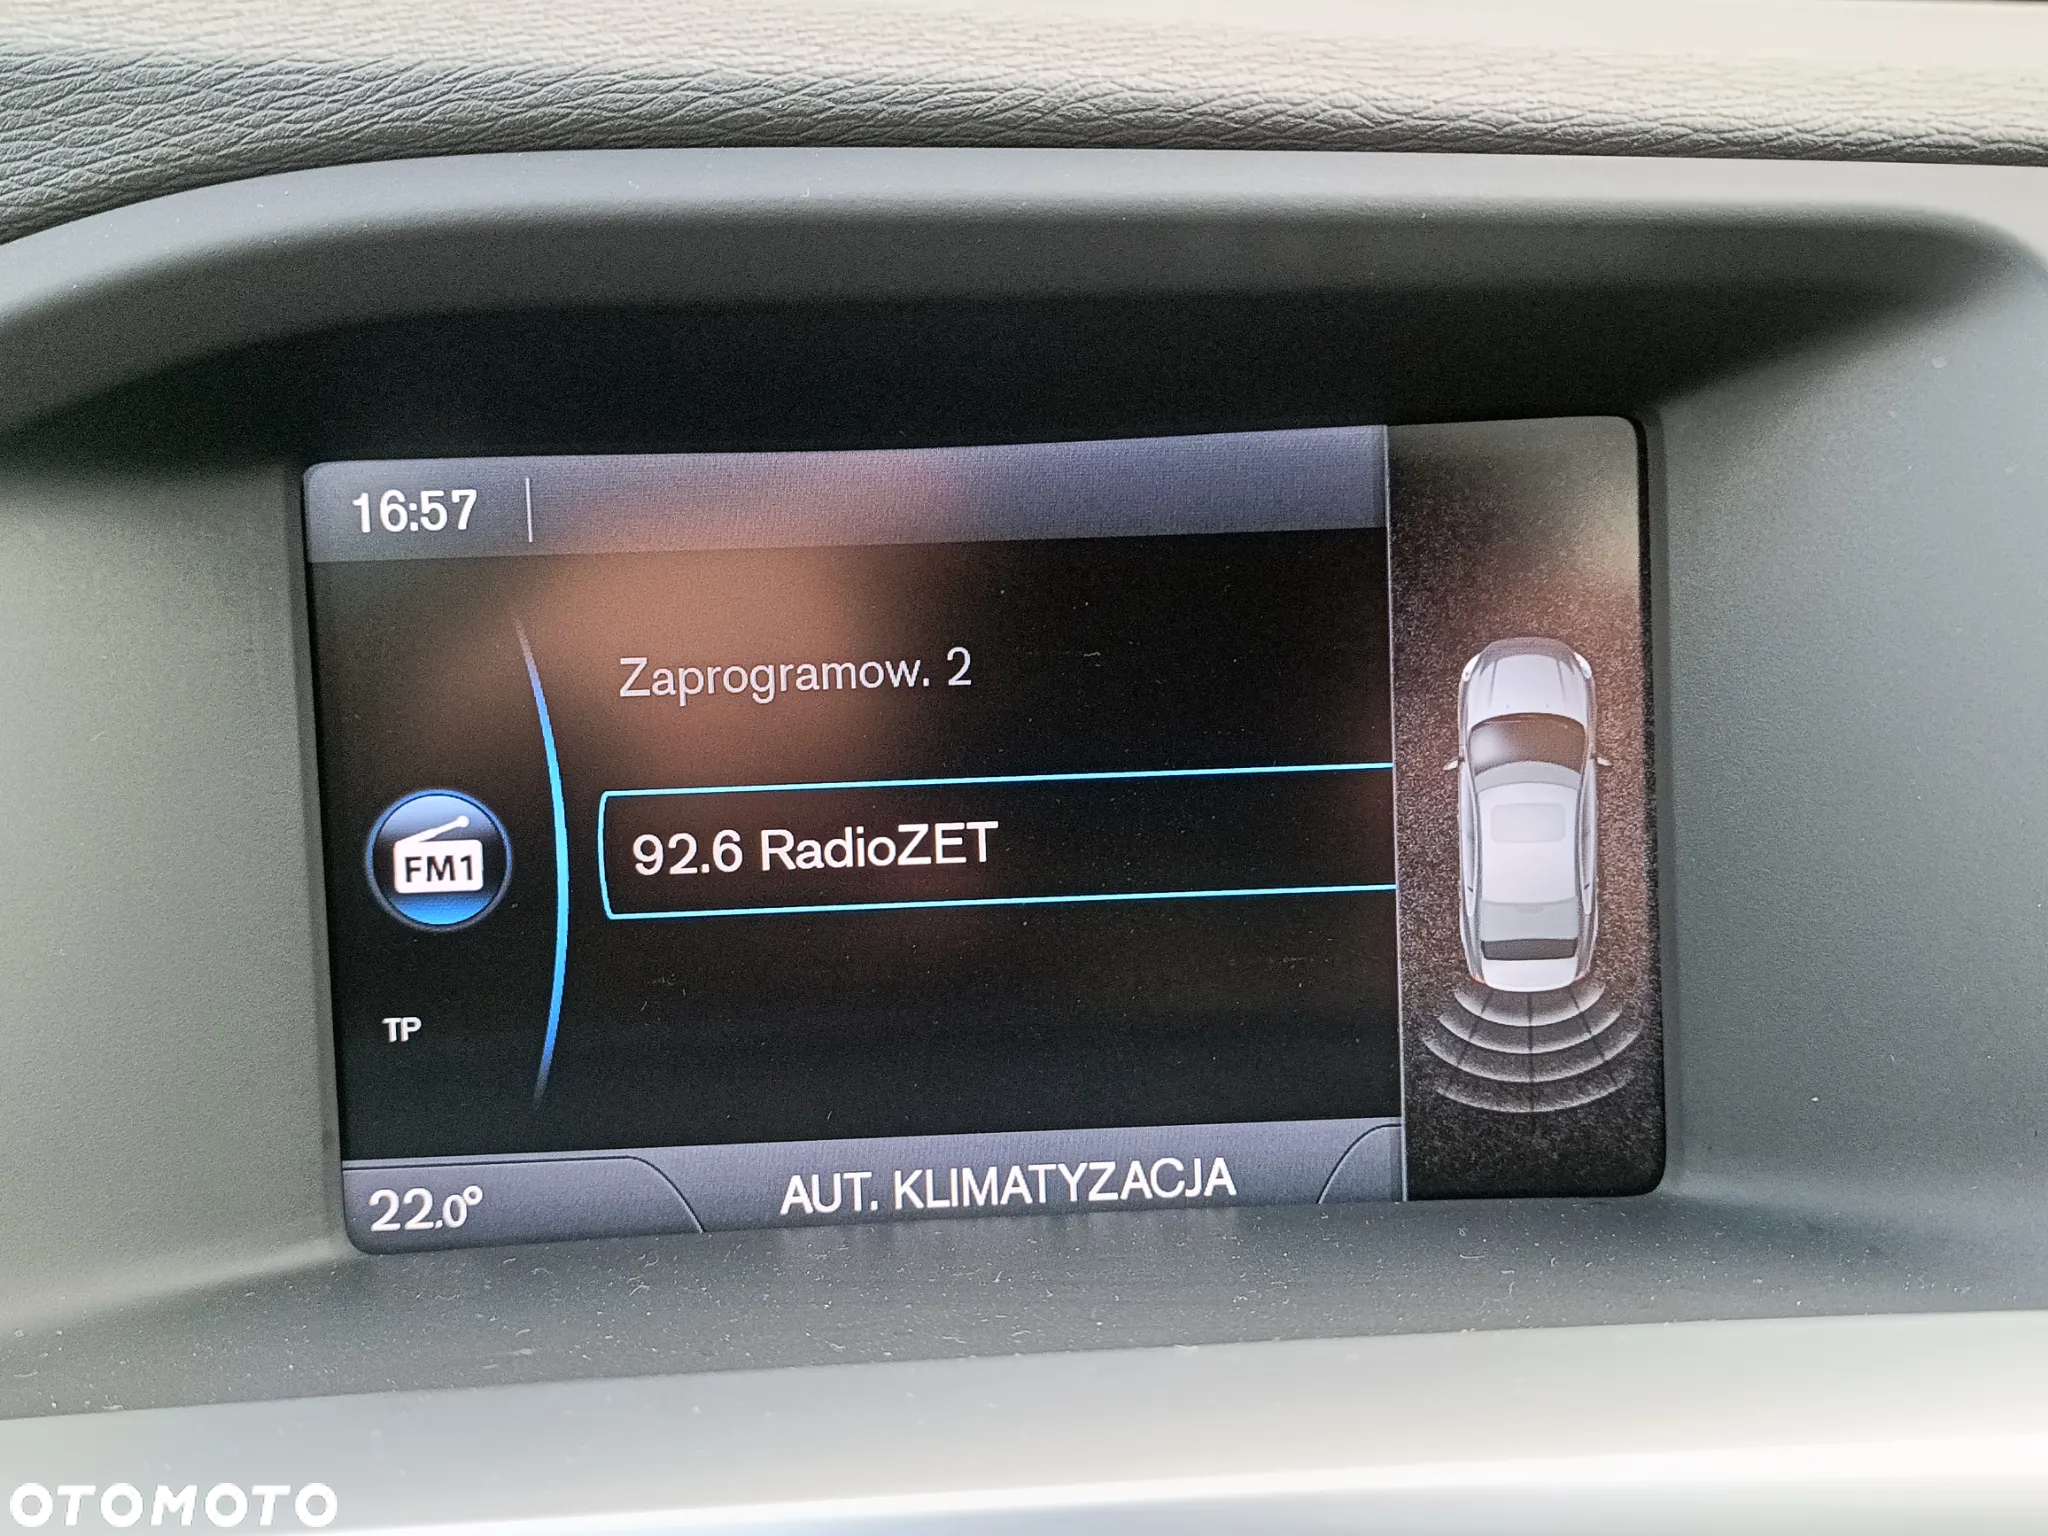 16:57
Zaprogramow. 2
92.6 RadioZET
FM1
TP
22.0°
AUT. KLIMATYZACJA
OTOMOTO